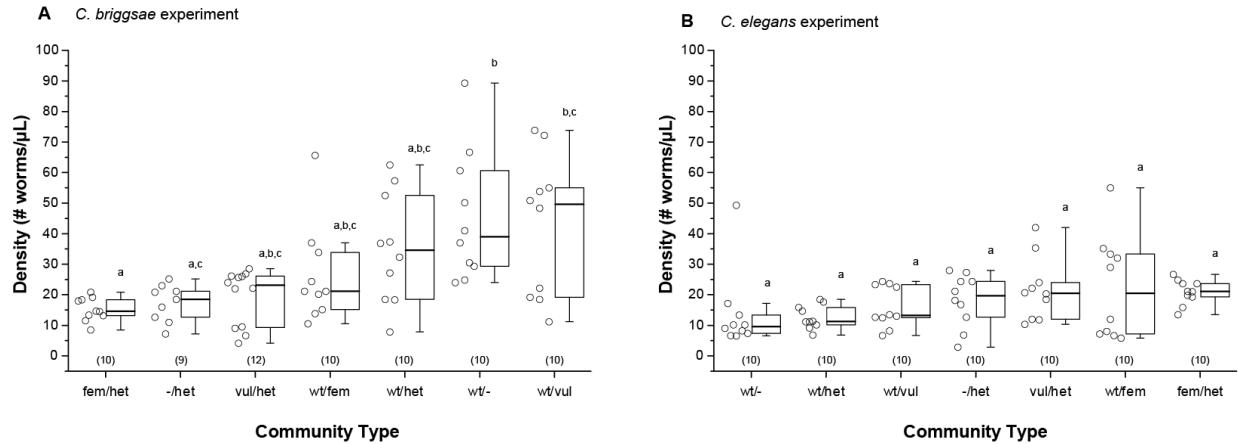 A C. briggsae experiment
Density (# worms/µL)
100
90
80
70
60
50
40
30
20
10
0
a
a,c
a,b,c
a,b,c
a,b,c
b
b,c
(10)
(9)
(12)
(10)
(10)
(10)
(10)
fem/het
-/het
vul/het
wt/fem
wt/het
wt/-
wt/vul
Community Type
B C. elegans experiment
Density (# worms/µL)
100
90
80
70
60
50
40
30
20
10
0
a
a
a
a
a
a
a
(10)
(10)
(10)
(10)
(10)
(10)
(10)
wt/-
wt/het
wt/vul
-/het
vul/het
wt/fem
fem/het
Community Type